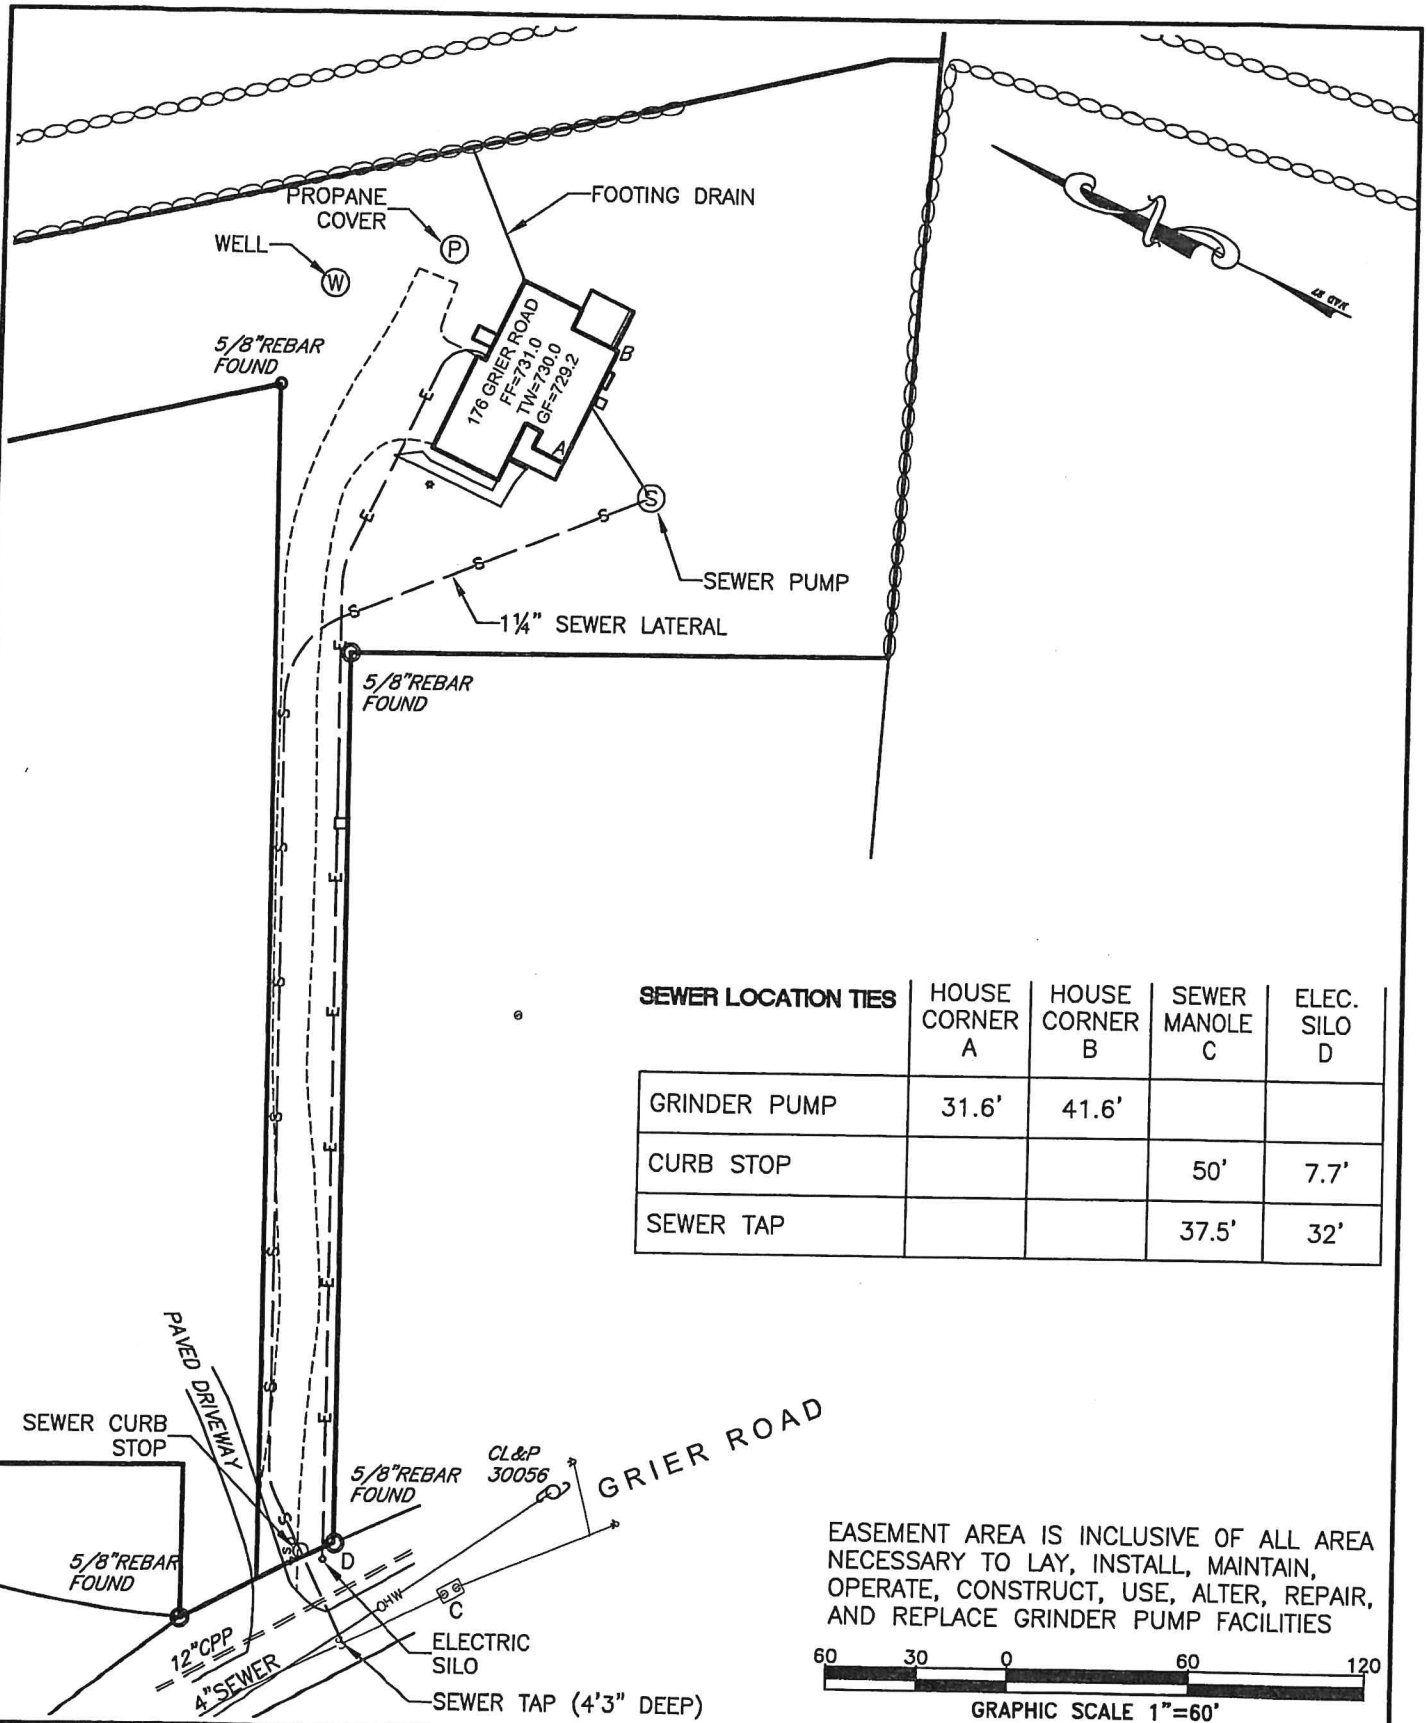 PROPANE
COVER
FOOTING DRAIN
WELL
P
W
NAD 27
5/8"REBAR
FOUND
176 GRIER ROAD
FF=731.0
TW=730.0
GF=729.2
B
A
E
E
S
S
S
S
SEWER PUMP
1¼" SEWER LATERAL
E
5/8"REBAR
FOUND
S
S
E
S
E
S
E
S
E
S
E
SEWER LOCATION TIES
HOUSE
CORNER
A
HOUSE
CORNER
B
SEWER
MANOLE
C
ELEC.
SILO
D
GRINDER PUMP 31.6' 41.6'
CURB STOP 50' 7.7'
SEWER TAP 37.5' 32'
PAVED DRIVEWAY
SEWER CURB
STOP
5/8"REBAR
FOUND
CL&P
30056
GRIER ROAD
S
D
5/8"REBAR
FOUND
OHW
C
12"CPP
4"SEWER
S
ELECTRIC
SILO
SEWER TAP (4'3" DEEP)
EASEMENT AREA IS INCLUSIVE OF ALL AREA
NECESSARY TO LAY, INSTALL, MAINTAIN,
OPERATE, CONSTRUCT, USE, ALTER, REPAIR,
AND REPLACE GRINDER PUMP FACILITIES
60 30 0 60 120
GRAPHIC SCALE 1"=60'